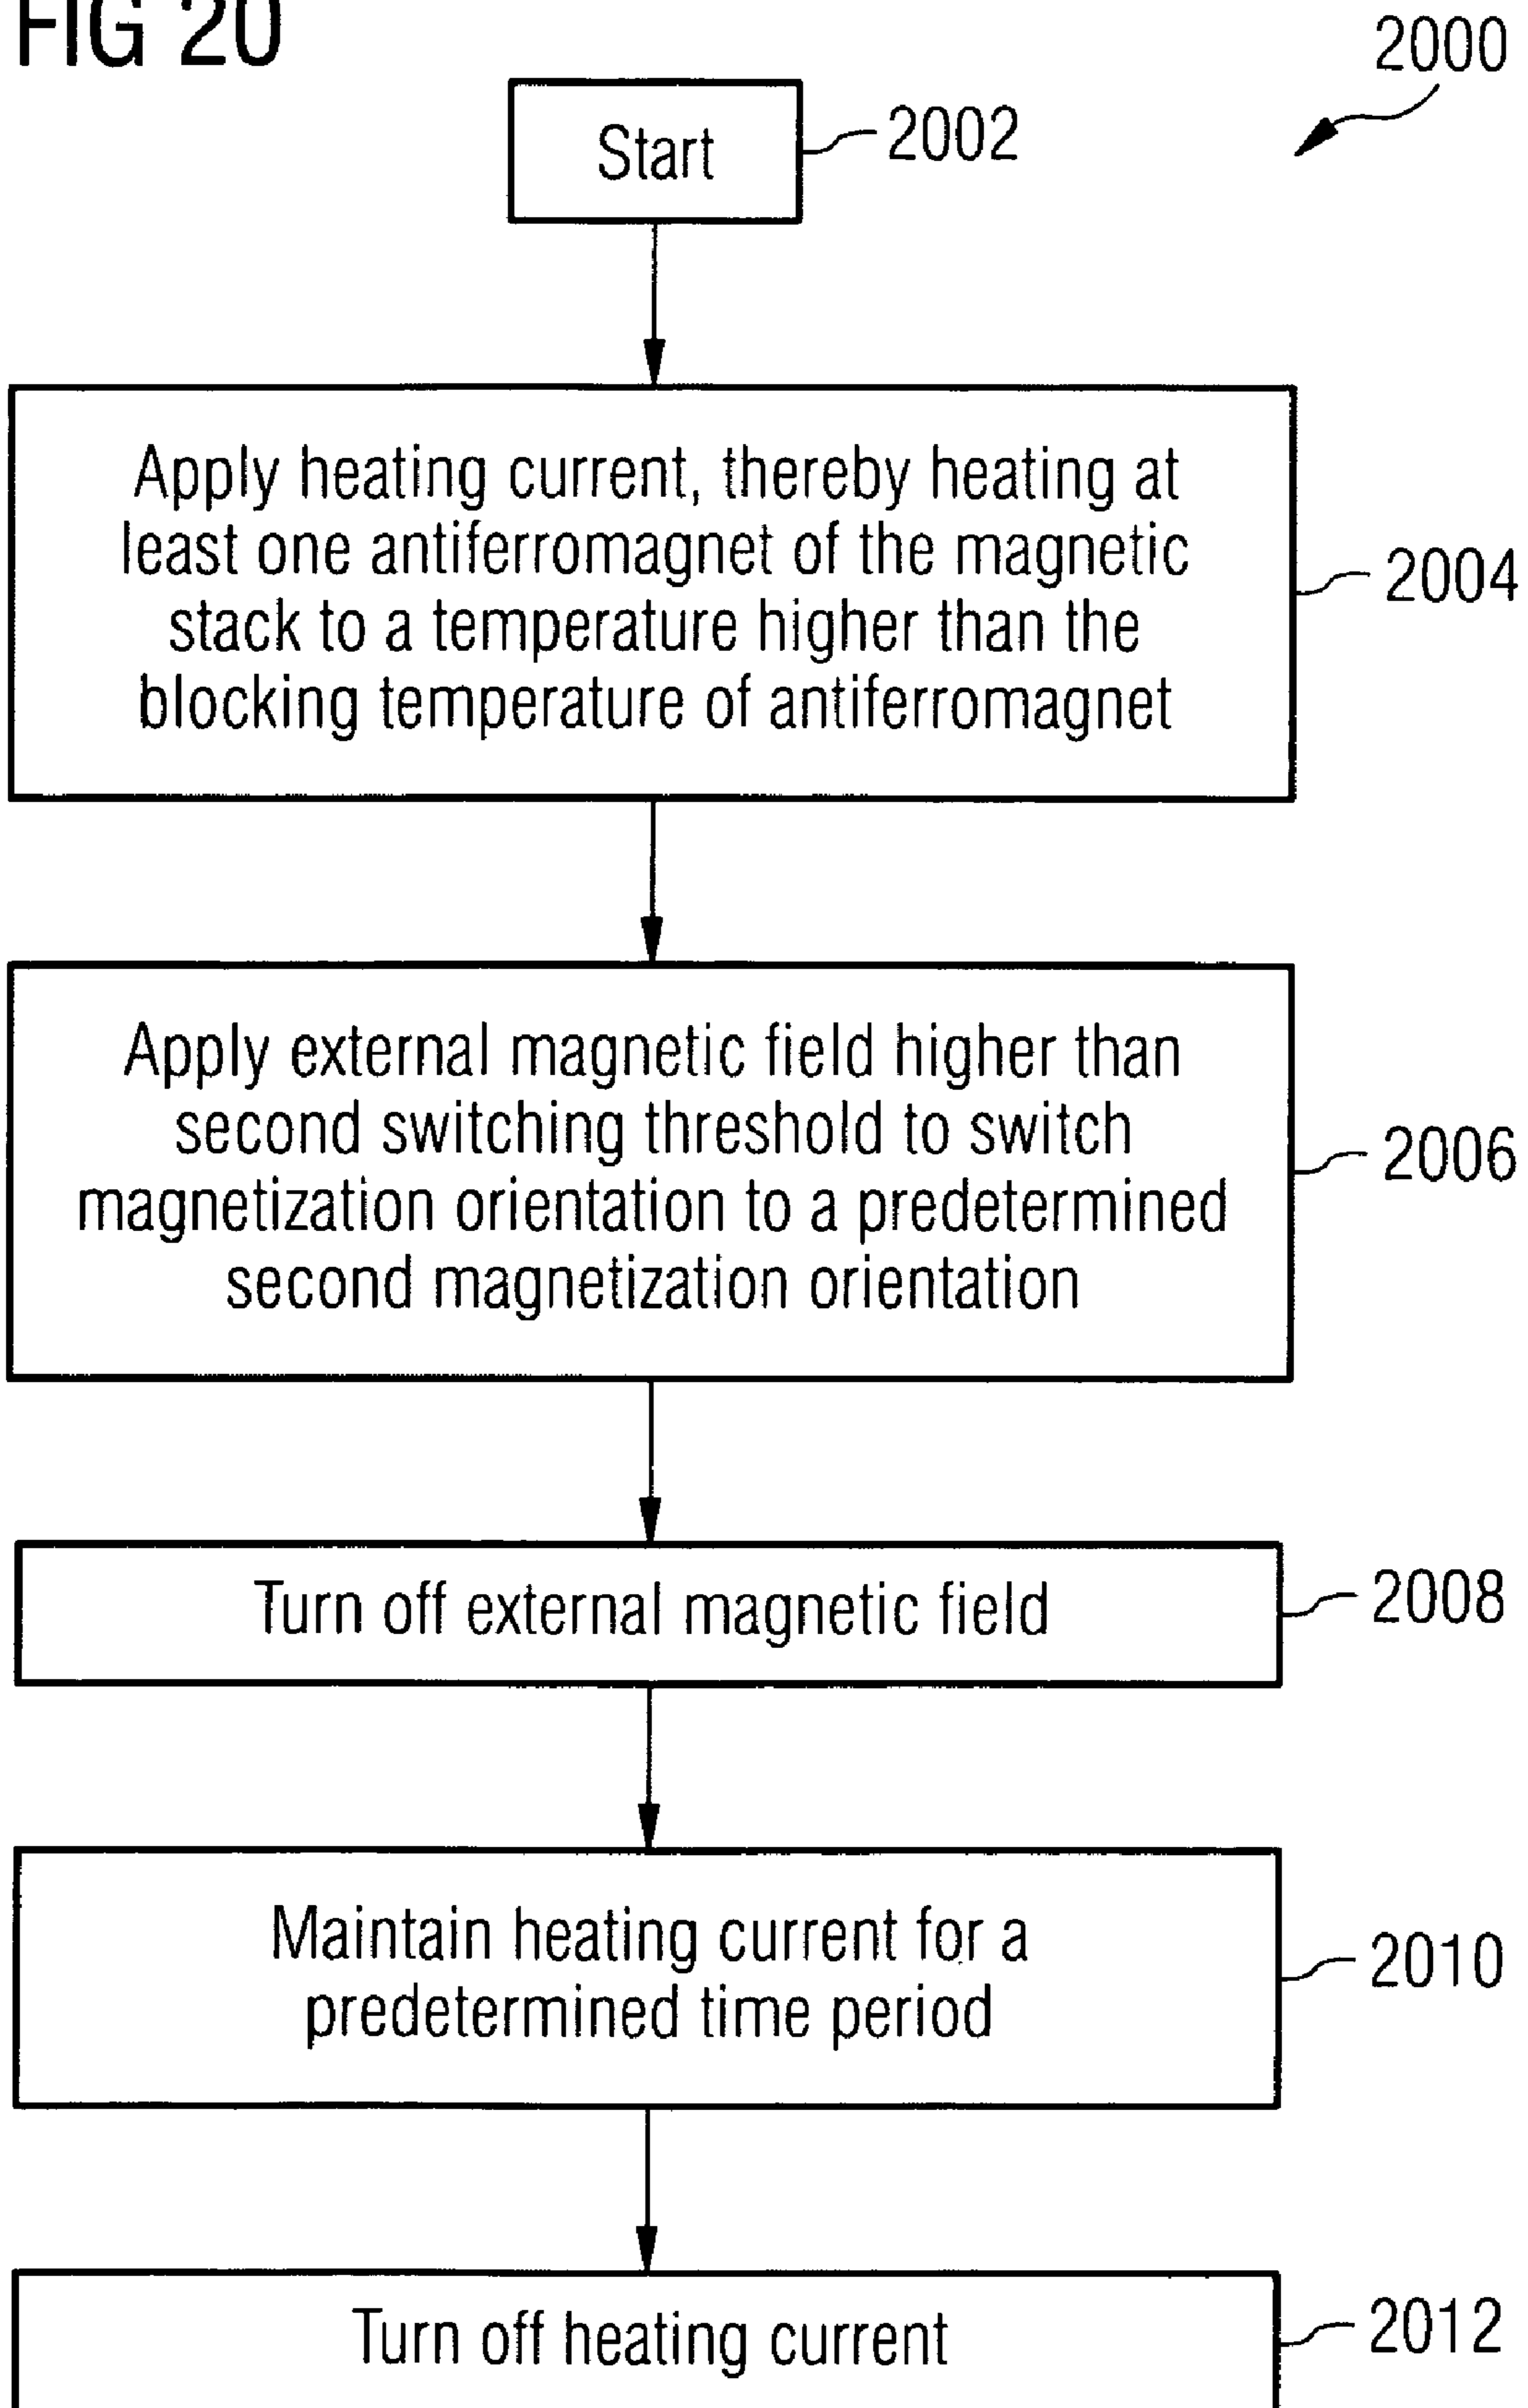 FIG 20
2000
Start
2002
Apply heating current, thereby heating at
least one antiferromagnet of the magnetic
stack to a temperature higher than the
blocking temperature of antiferromagnet
2004
Apply external magnetic field higher than
second switching threshold to switch
magnetization orientation to a predetermined
second magnetization orientation
2006
Turn off external magnetic field
2008
Maintain heating current for a
predetermined time period
2010
Turn off heating current
2012